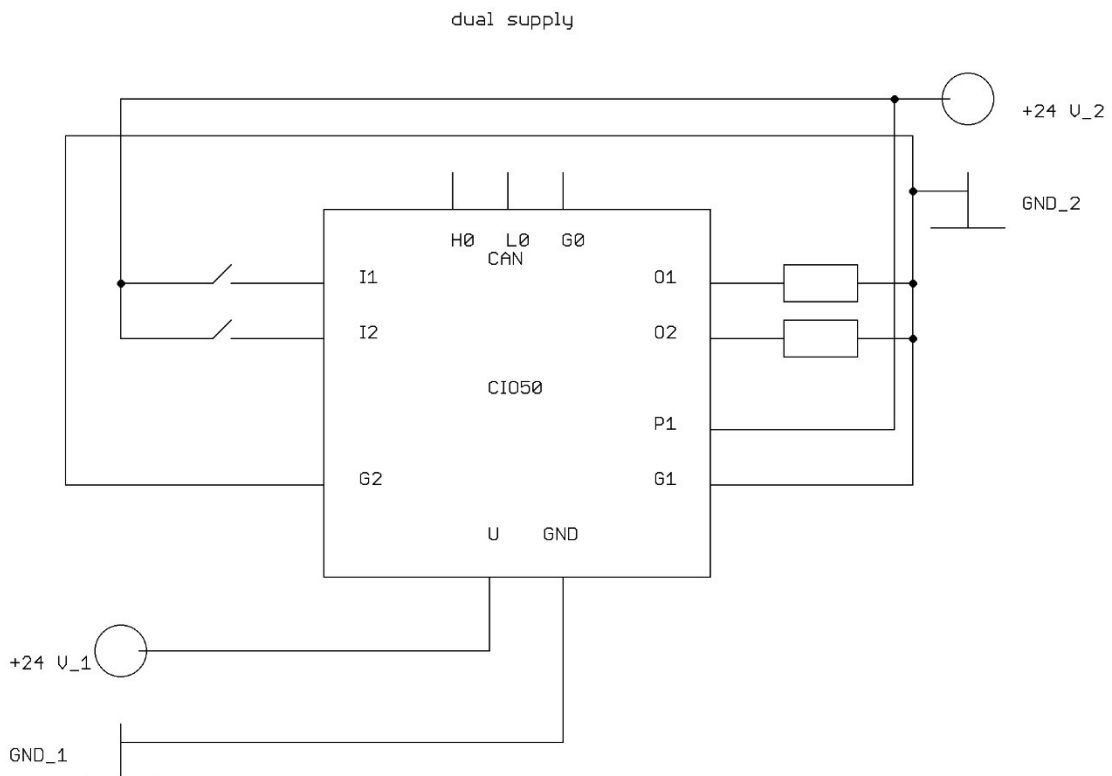 dual supply
+24 V_2
GND_2
H0 L0 G0
CAN
I1 O1
I2 O2
CIO50
P1
G2 G1
U GND
+24 V_1
GND_1